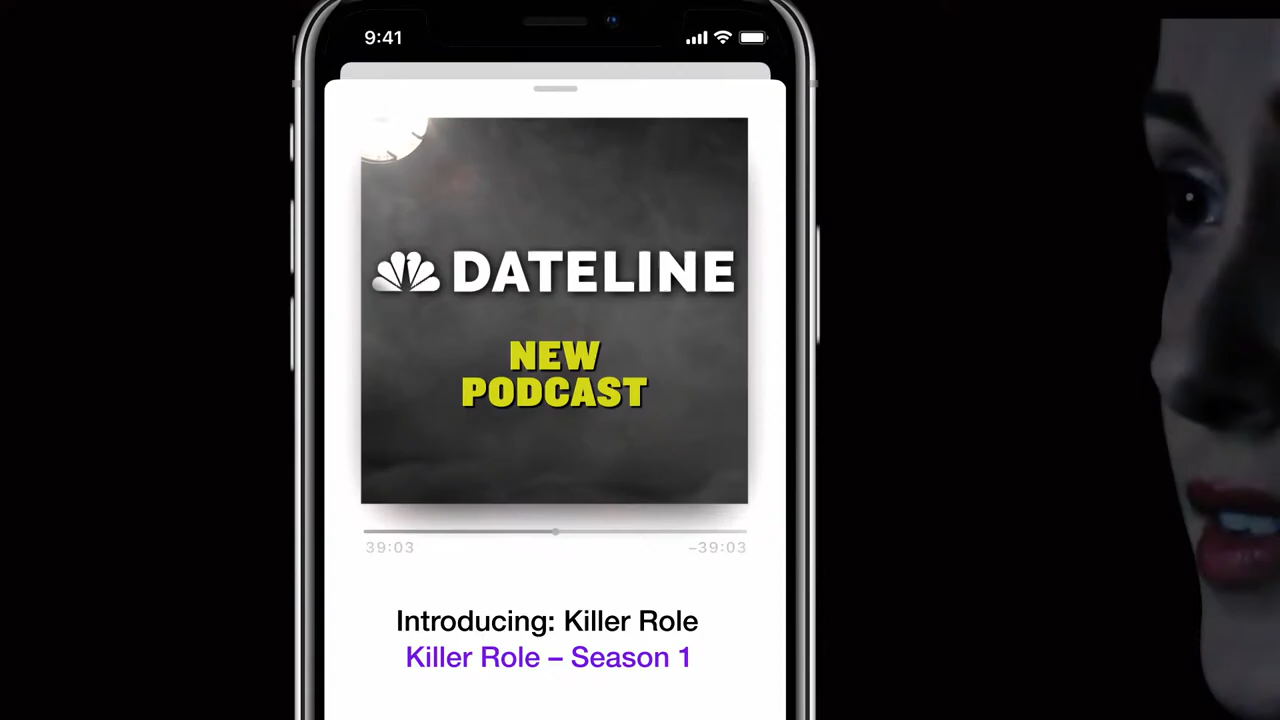 9:41
DATELINE
NEW
PODCAST
39:03
–39:03
Introducing: Killer Role
Killer Role – Season 1